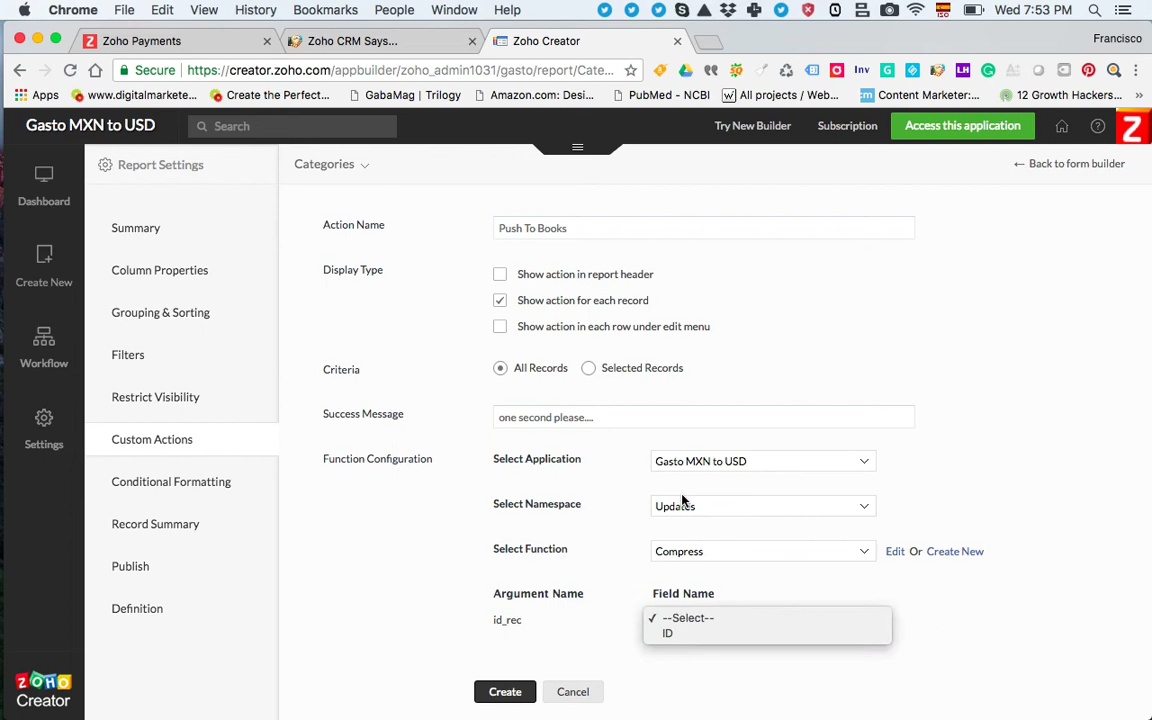 Chrome File Edit View History Bookmarks People Window Help Wed 7:53 PM
Zoho Payments Zoho CRM Says... Zoho Creator Francisco
Secure https://creator.zoho.com/appbuilder/zoho_admin1031/gasto/report/Cate...
Apps www.digitalmarkete... Create the Perfect... GabaMag | Trilogy Amazon.com: Desi... PubMed - NCBI All projects / Web... Content Marketer:... 12 Growth Hackers...
Gasto MXN to USD Search Try New Builder Subscription Access this application
Report Settings Categories ← Back to form builder
Dashboard
Create New
Workflow
Settings
ZOHO
Creator
Summary
Column Properties
Grouping & Sorting
Filters
Restrict Visibility
Custom Actions
Conditional Formatting
Record Summary
Publish
Definition
Action Name Push To Books
Display Type Show action in report header
Show action for each record
Show action in each row under edit menu
Criteria All Records Selected Records
Success Message one second please....
Function Configuration Select Application Gasto MXN to USD
Select Namespace Updates
Select Function Compress Edit Or Create New
Argument Name Field Name
id_rec --Select--
ID
Create Cancel